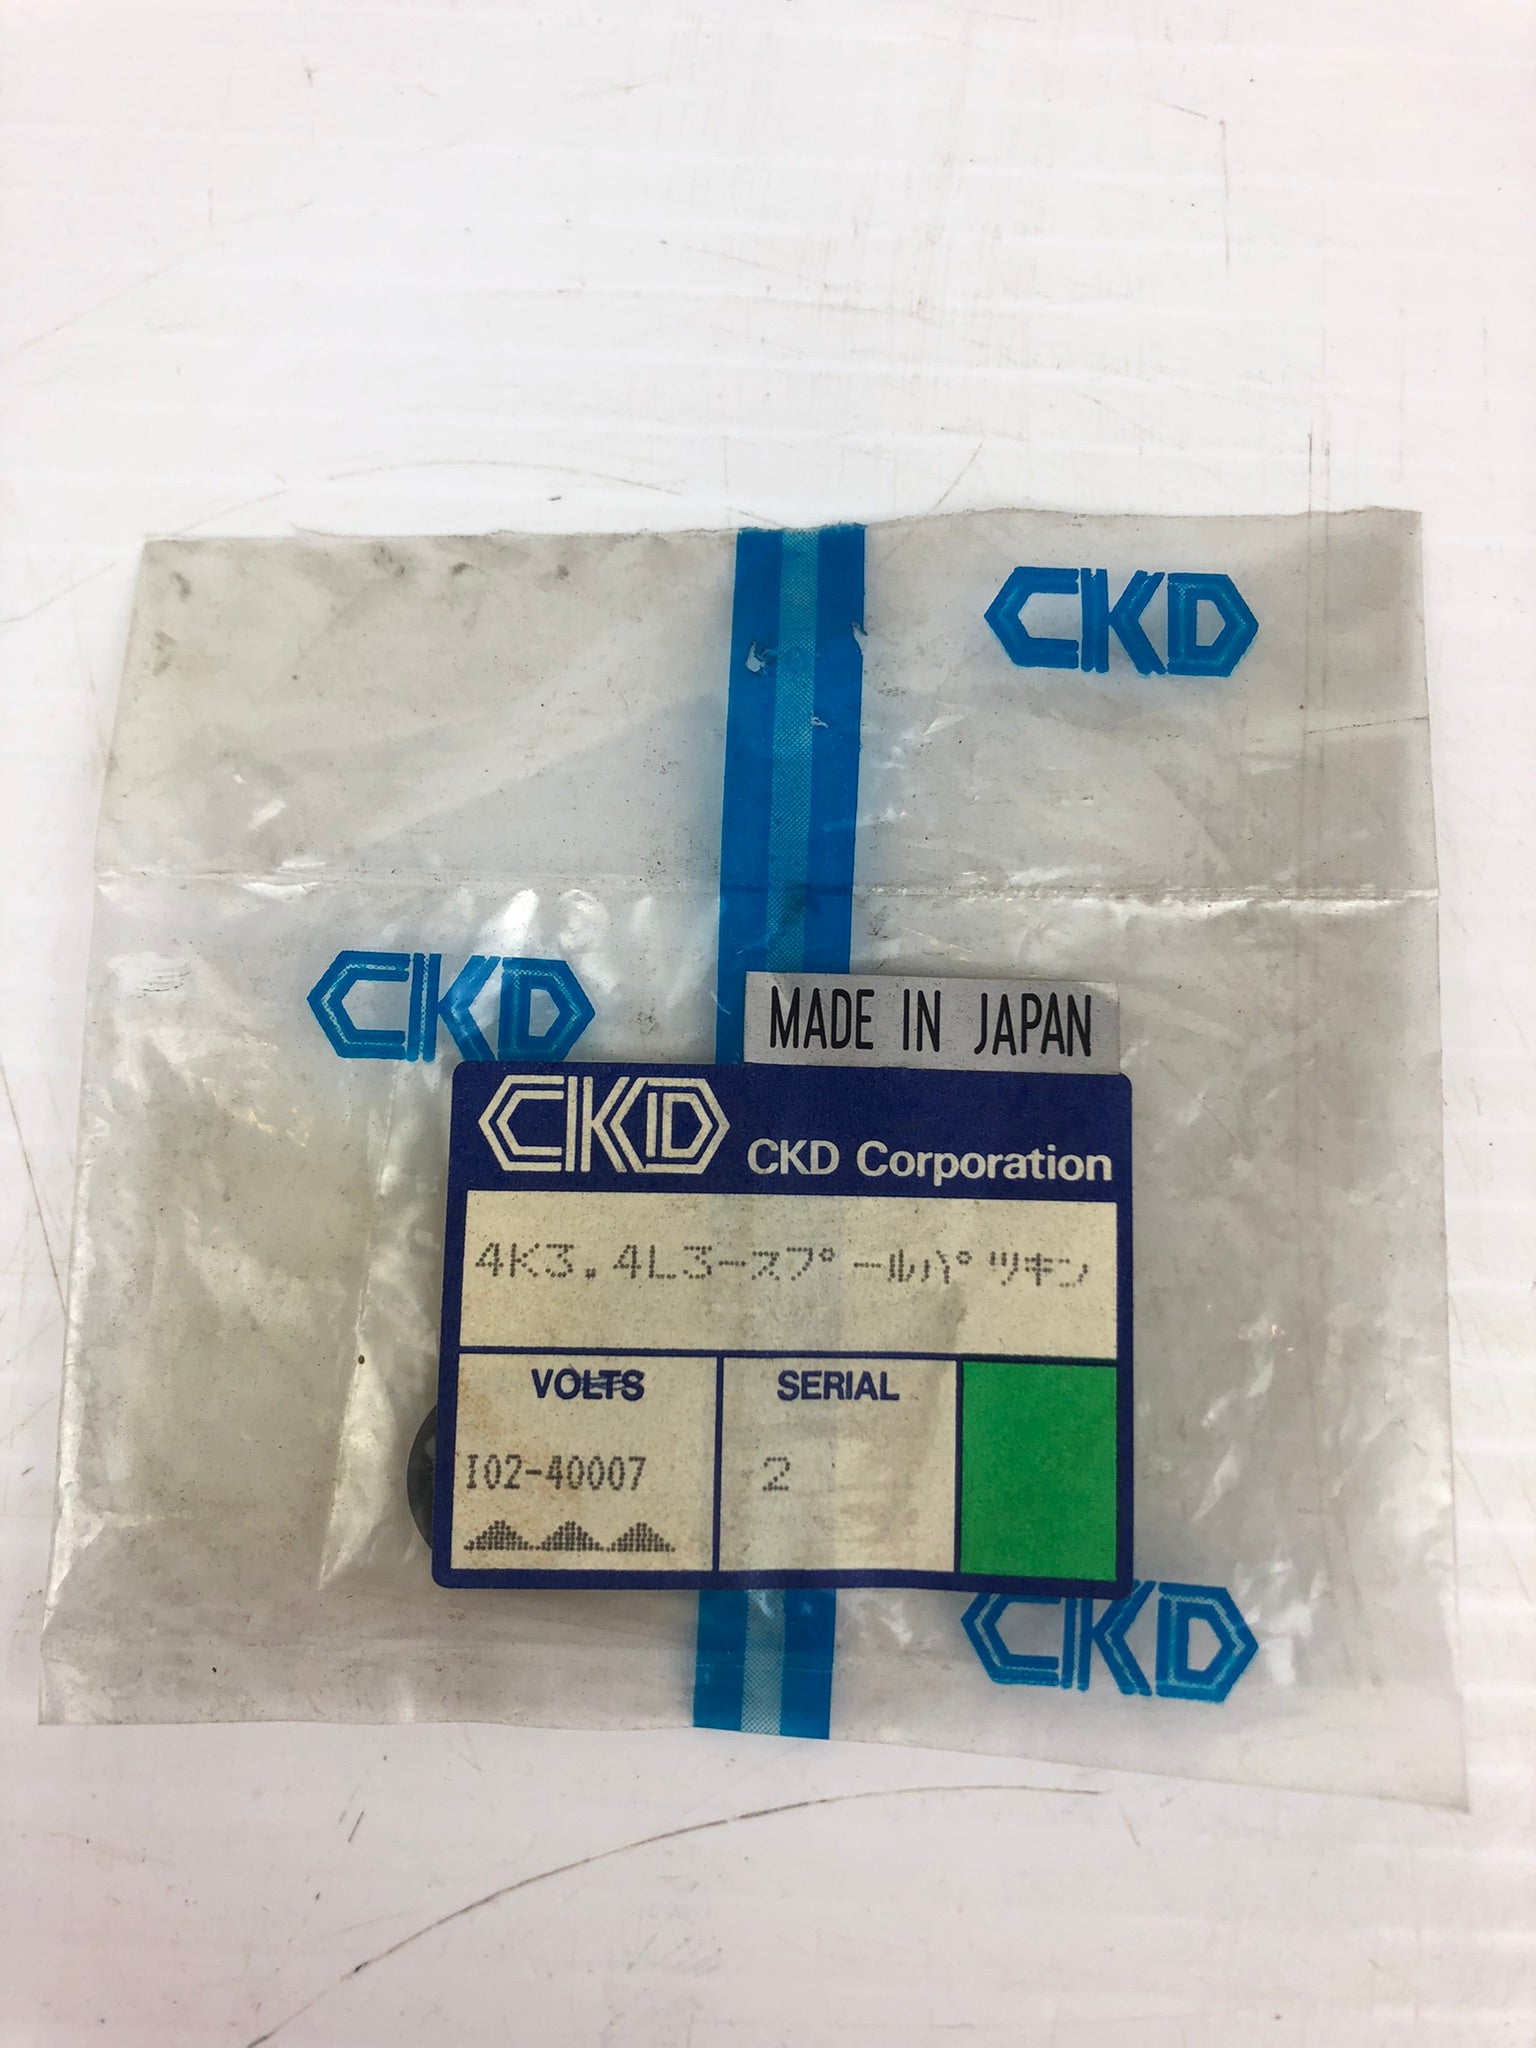 CKD
CKD
MADE IN JAPAN
CKD CKD Corporation
4K3.4L3-スプールパツキン
VOLTS SERIAL
I02-40007 2
CKD